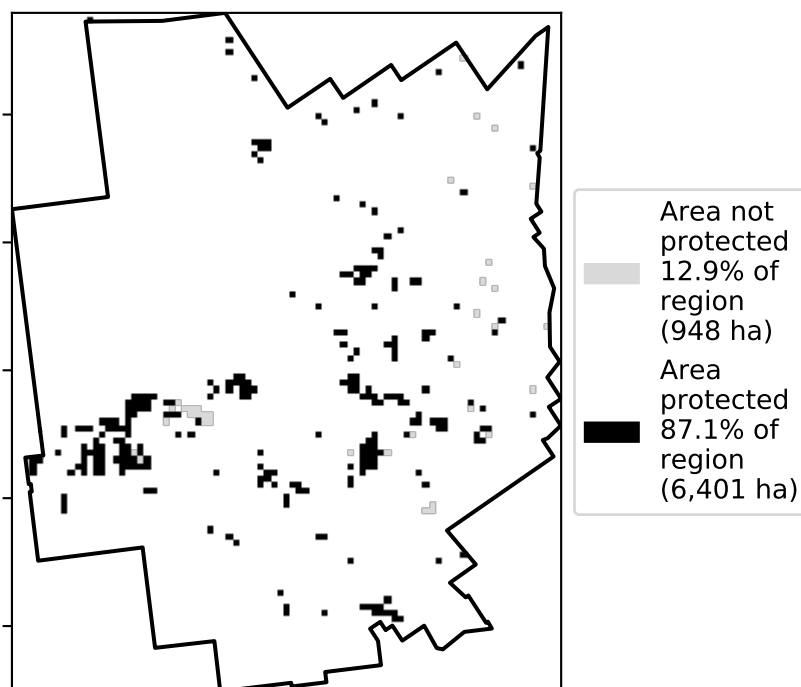 Area not
protected
12.9% of
region
(948 ha)
Area
protected
87.1% of
region
(6,401 ha)